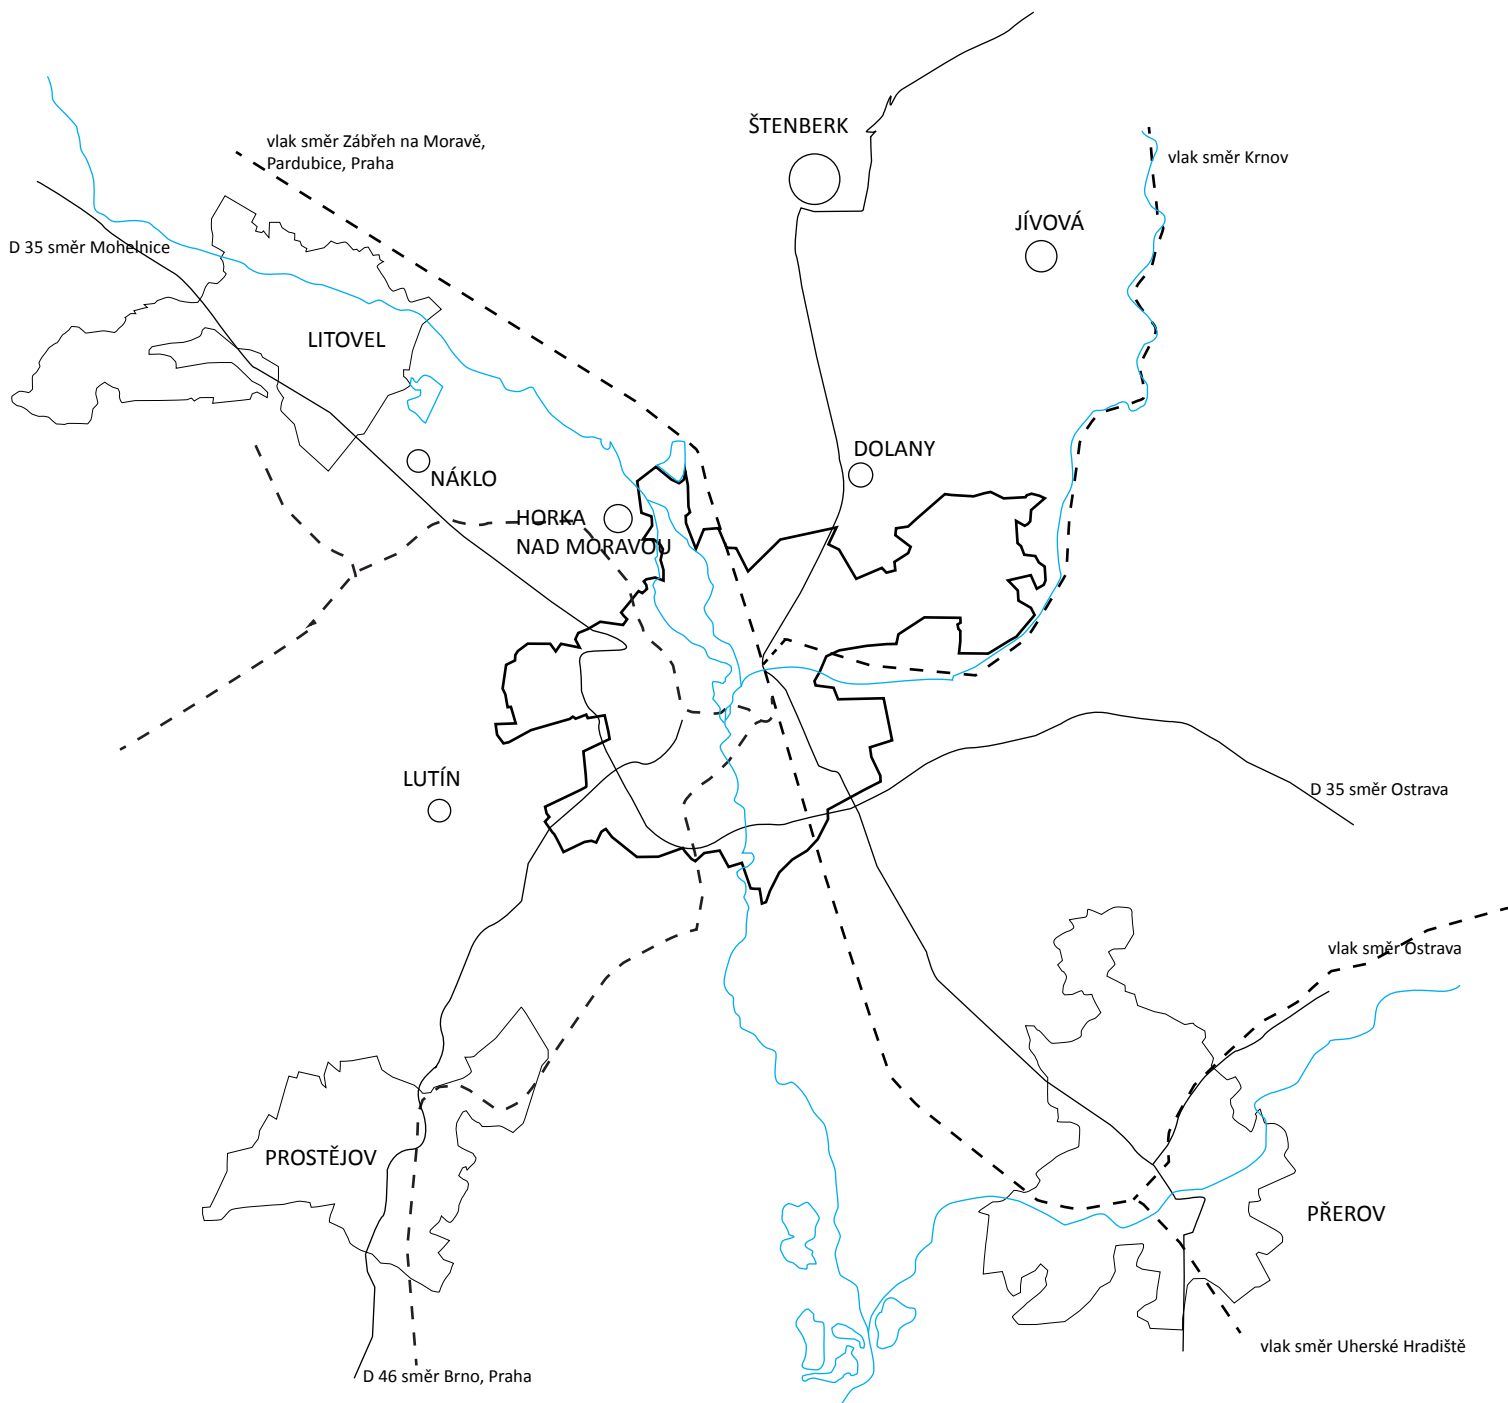 ŠTENBERK
vlak směr Zábřeh na Moravě,
Pardubice, Praha
vlak směr Krnov
JÍVOVÁ
D 35 směr Mohelnice
LITOVEL
DOLANY
NÁKLO
HORKA
NAD MORAVOU
LUTÍN
D 35 směr Ostrava
vlak směr Ostrava
PROSTĚJOV
PŘEROV
vlak směr Uherské Hradiště
D 46 směr Brno, Praha